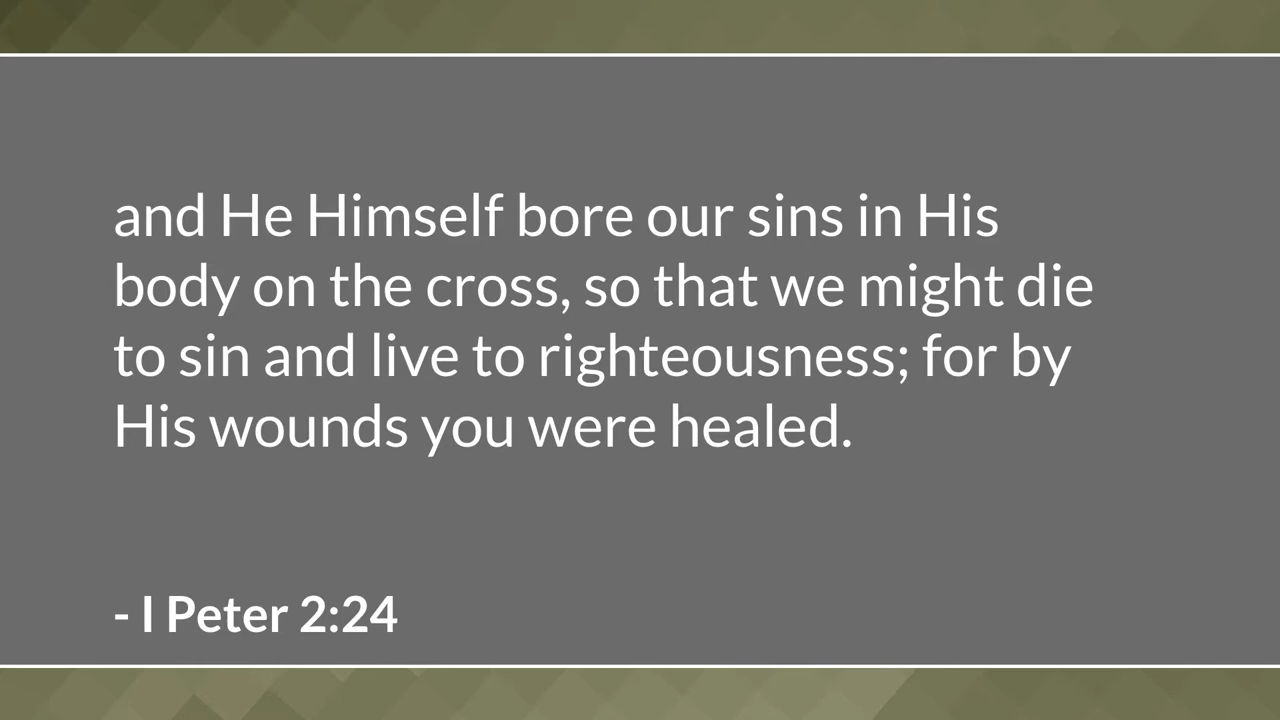 and He Himself bore our sins in His
body on the cross, so that we might die
to sin and live to righteousness; for by
His wounds you were healed.
- I Peter 2:24